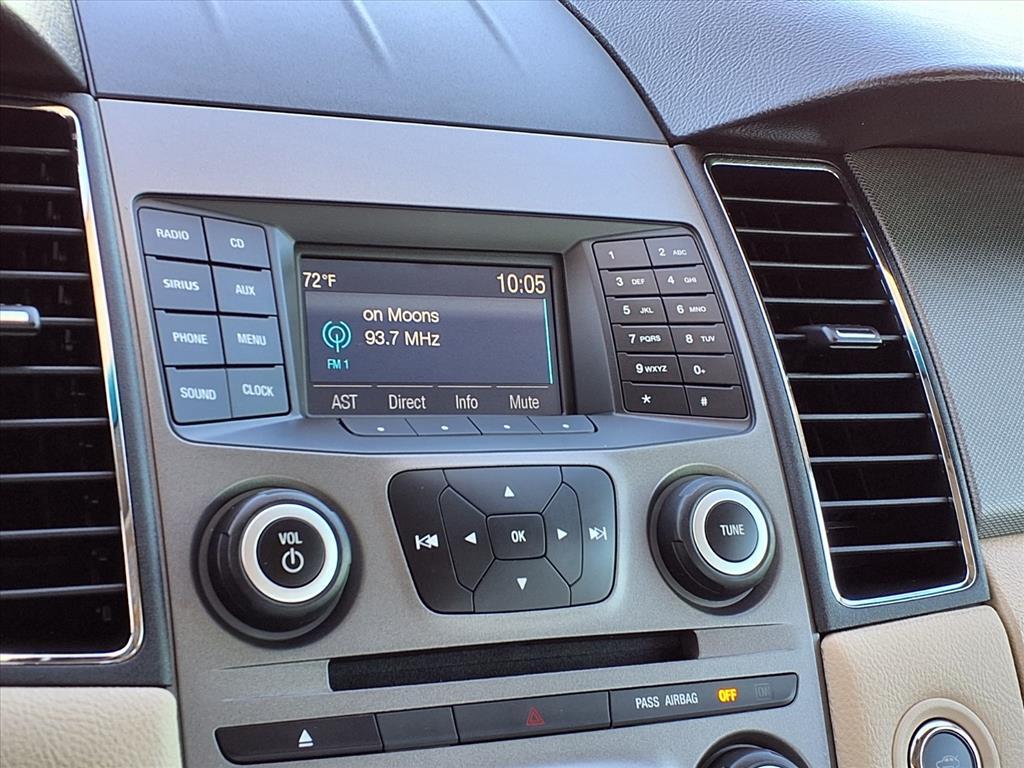 RADIO
CD
SIRIUS
AUX
PHONE
MENU
SOUND
CLOCK
72°F
10:05
on Moons
93.7 MHz
FM 1
AST Direct Info Mute
1
2 ABC
3 DEF
4 GHI
5 JKL
6 MNO
7 PQRS
8 TUV
9 WXYZ
0+
*
#
VOL
OK
TUNE
PASS AIRBAG OFF ON